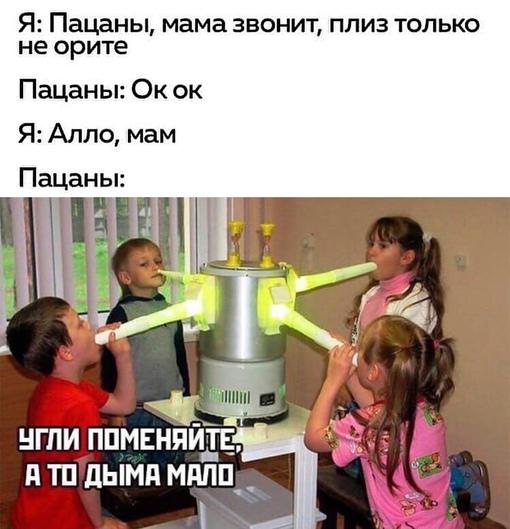 Я: Пацаны, мама звонит, плиз только
не орите
Пацаны: Ок ок
Я: Алло, мам
Пацаны:
УГЛИ ПОМЕНЯЙТЕ,
А ТО ДЫМА МАЛО